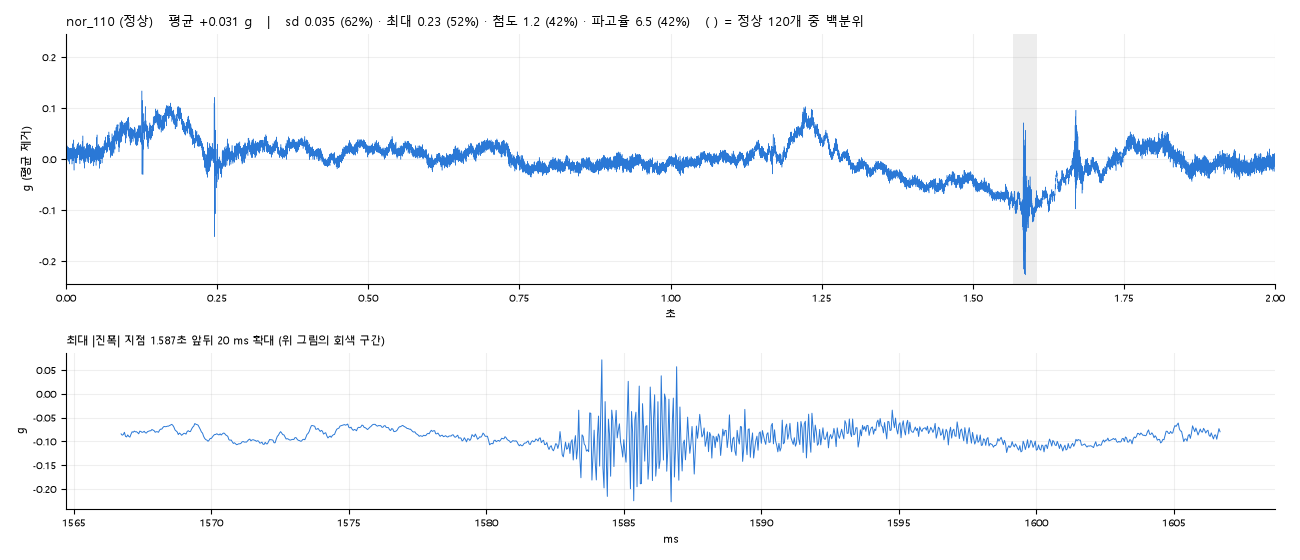 nor_110 (정상) 평균 +0.031 g | sd 0.035 (62%) · 최대 0.23 (52%) · 첨도 1.2 (42%) · 파고율 6.5 (42%) ( ) = 정상 120개 중 백분위
g (평균 제거)
0.2
0.1
0.0
-0.1
-0.2
0.00 0.25 0.50 0.75 1.00 1.25 1.50 1.75 2.00
초
최대 |진폭| 지점 1.587초 앞뒤 20 ms 확대 (위 그림의 회색 구간)
g
0.05
0.00
-0.05
-0.10
-0.15
-0.20
1565 1570 1575 1580 1585 1590 1595 1600 1605
ms